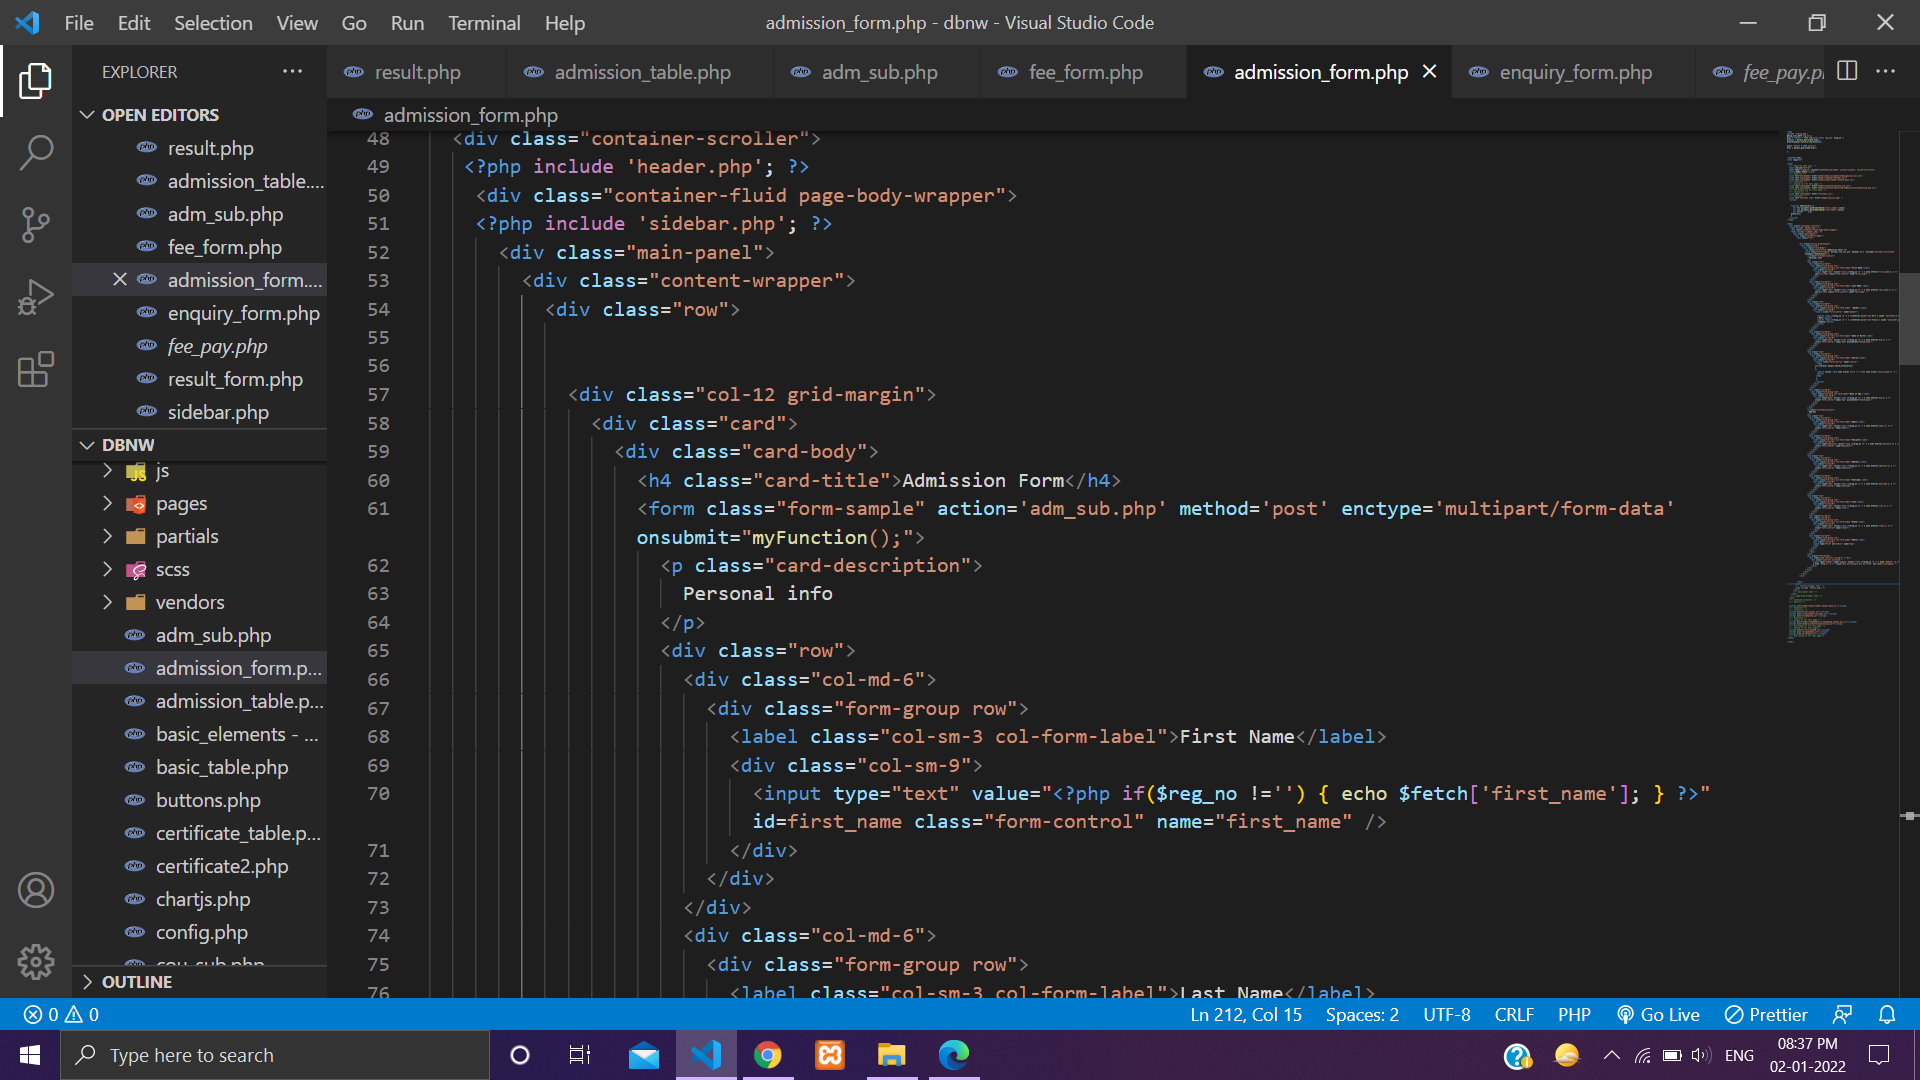 File Edit Selection View Go Run Terminal Help
admission_form.php - dbnw - Visual Studio Code
EXPLORER
result.php admission_table.php adm_sub.php fee_form.php admission_form.php enquiry_form.php fee_pay.p
OPEN EDITORS
result.php
admission_table....
adm_sub.php
fee_form.php
admission_form....
enquiry_form.php
fee_pay.php
result_form.php
sidebar.php
DBNW
js
pages
partials
scss
vendors
adm_sub.php
admission_form.p...
admission_table.p...
basic_elements - ...
basic_table.php
buttons.php
certificate_table.p...
certificate2.php
chartjs.php
config.php
cou_sub.php
OUTLINE
admission_form.php
48 <div class="container-scroller">
49 <?php include 'header.php'; ?>
50 <div class="container-fluid page-body-wrapper">
51 <?php include 'sidebar.php'; ?>
52 <div class="main-panel">
53 <div class="content-wrapper">
54 <div class="row">
55
56
57 <div class="col-12 grid-margin">
58 <div class="card">
59 <div class="card-body">
60 <h4 class="card-title">Admission Form</h4>
61 <form class="form-sample" action='adm_sub.php' method='post' enctype='multipart/form-data'
onsubmit="myFunction();">
62 <p class="card-description">
63 Personal info
64 </p>
65 <div class="row">
66 <div class="col-md-6">
67 <div class="form-group row">
68 <label class="col-sm-3 col-form-label">First Name</label>
69 <div class="col-sm-9">
70 <input type="text" value="<?php if($reg_no !='') { echo $fetch['first_name']; } ?>"
id=first_name class="form-control" name="first_name" />
71 </div>
72 </div>
73 </div>
74 <div class="col-md-6">
75 <div class="form-group row">
76 <label class="col-sm-3 col-form-label">Last Name</label>
0 0
Ln 212, Col 15 Spaces: 2 UTF-8 CRLF PHP Go Live Prettier
Type here to search
ENG
08:37 PM
02-01-2022